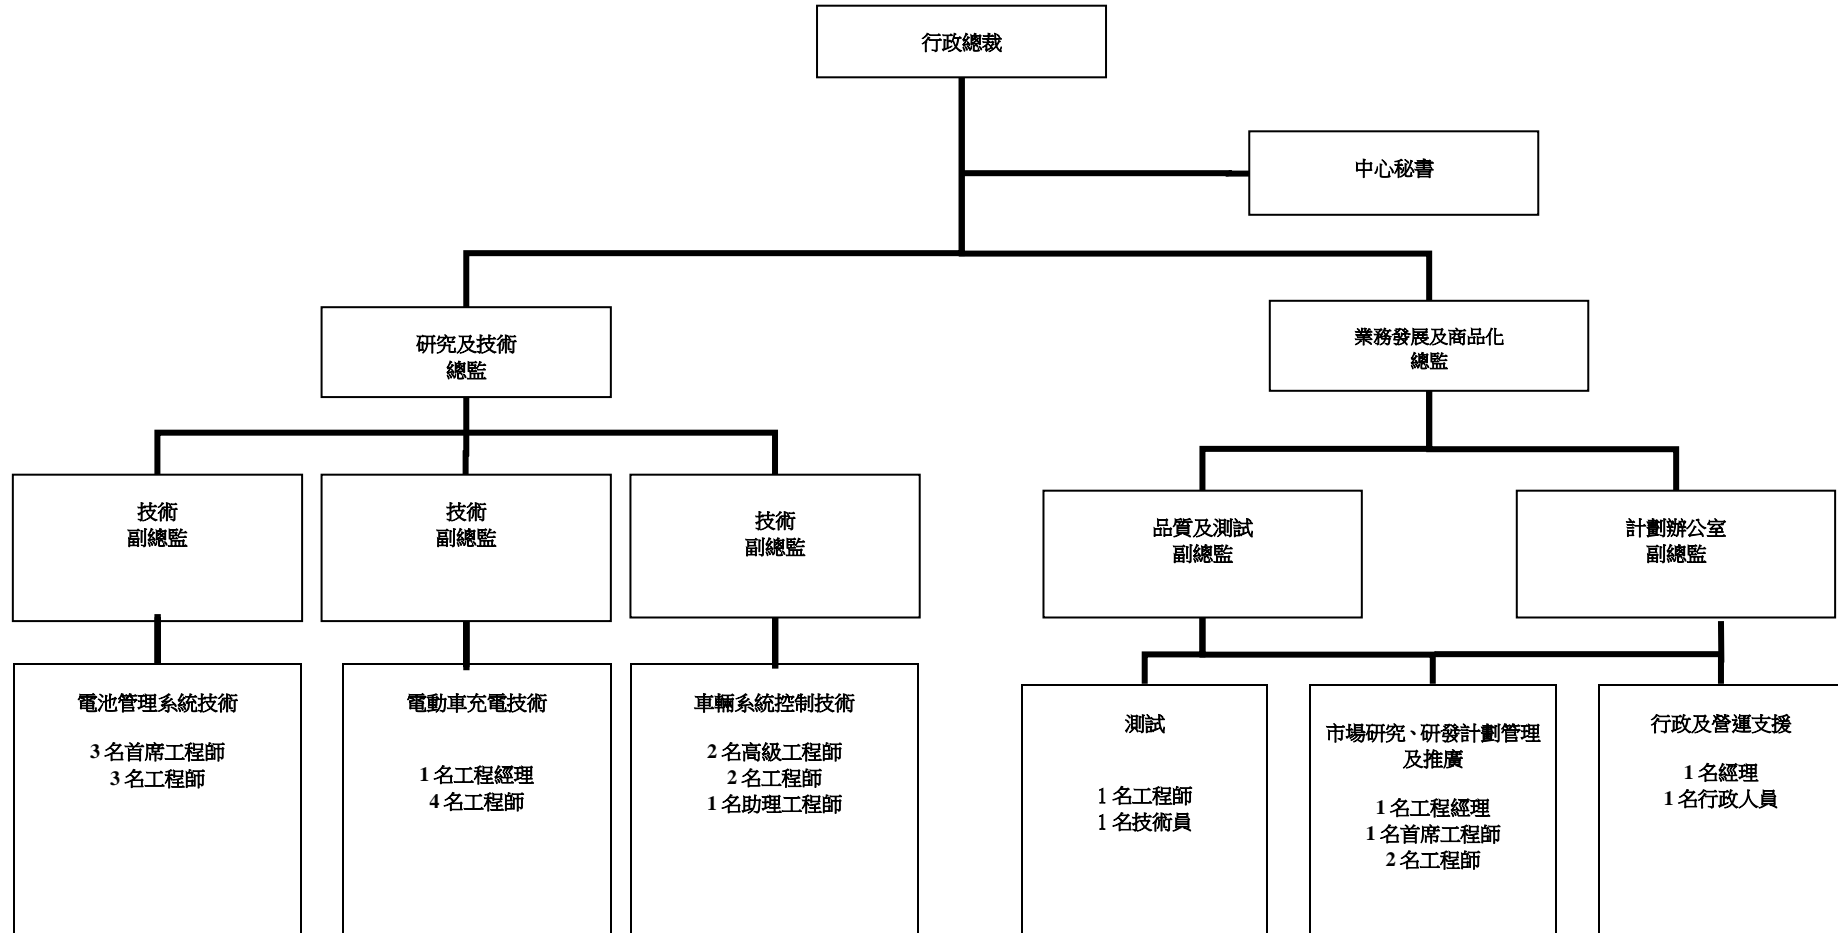 行政總裁
中心秘書
研究及技術
總監
業務發展及商品化
總監
技術
副總監
技術
副總監
技術
副總監
品質及測試
副總監
計劃辦公室
副總監
電池管理系統技術
3 名首席工程師
3 名工程師
電動車充電技術
1 名工程經理
4 名工程師
車輛系統控制技術
2 名高級工程師
2 名工程師
1 名助理工程師
測試
1 名工程師
1 名技術員
市場研究、研發計劃管理
及推廣
1 名工程經理
1 名首席工程師
2 名工程師
行政及營運支援
1 名經理
1 名行政人員